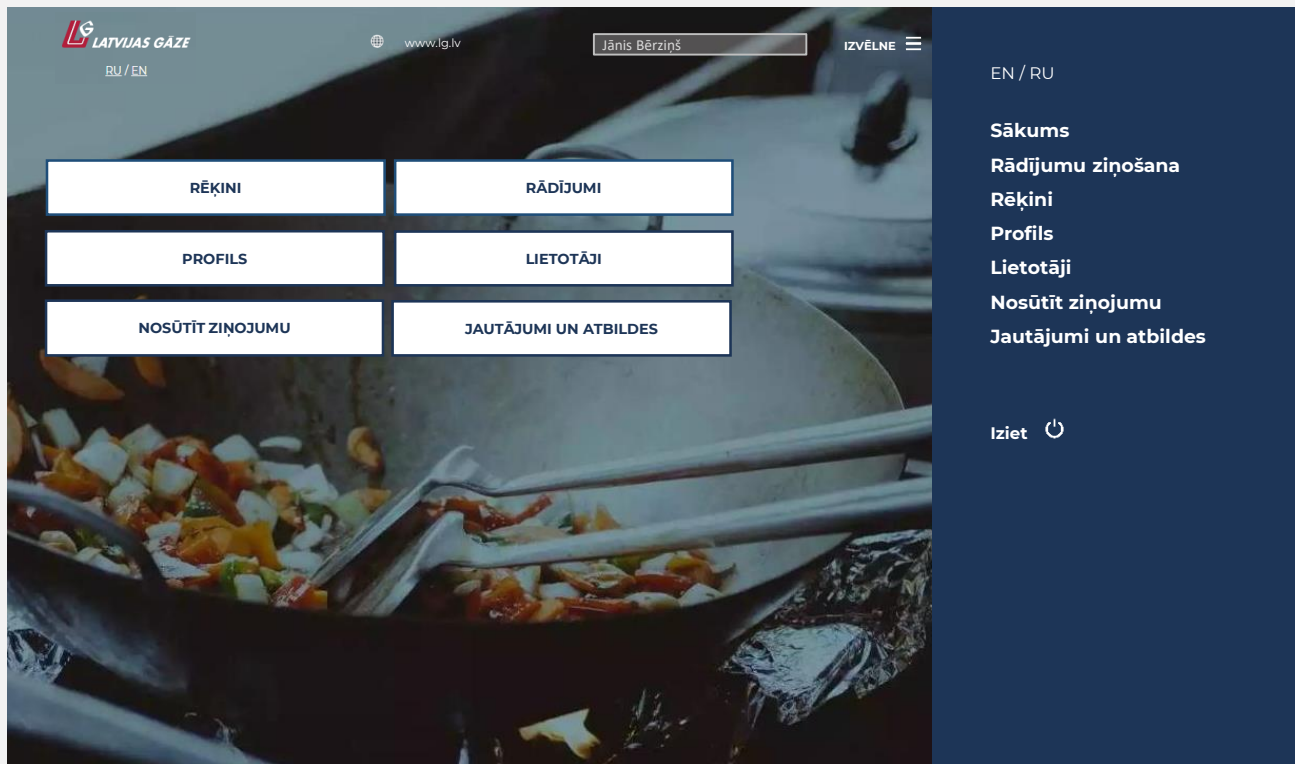 LG LATVIJAS GĀZE
www.lg.lv
Jānis Bērziņš
IZVĒLNE
RU / EN
RĒĶINI
RĀDĪJUMI
PROFILS
LIETOTĀJI
NOSŪTĪT ZIŅOJUMU
JAUTĀJUMI UN ATBILDES
EN / RU
Sākums
Rādījumu ziņošana
Rēķini
Profils
Lietotāji
Nosūtīt ziņojumu
Jautājumi un atbildes
Iziet